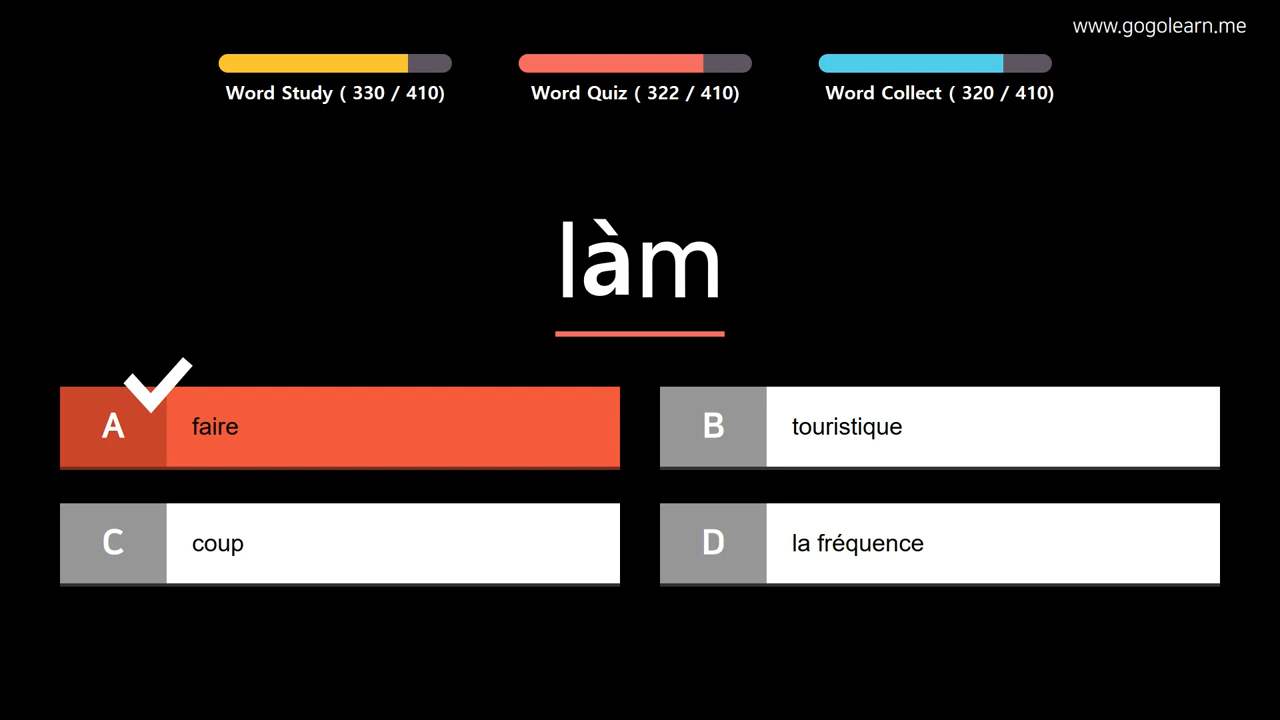 www.gogolearn.me
Word Study ( 330 / 410)
Word Quiz ( 322 / 410)
Word Collect ( 320 / 410)
làm
A faire
B touristique
C coup
D la fréquence